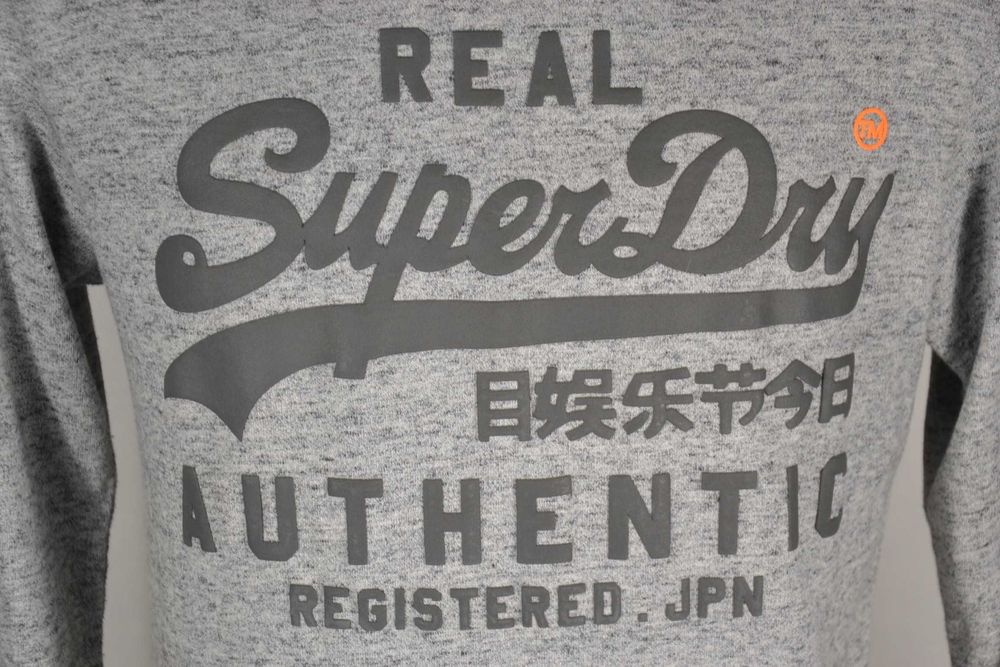 REAL
SuperDry
TM
目娱乐节今日
AUTHENTIC
REGISTERED. JPN